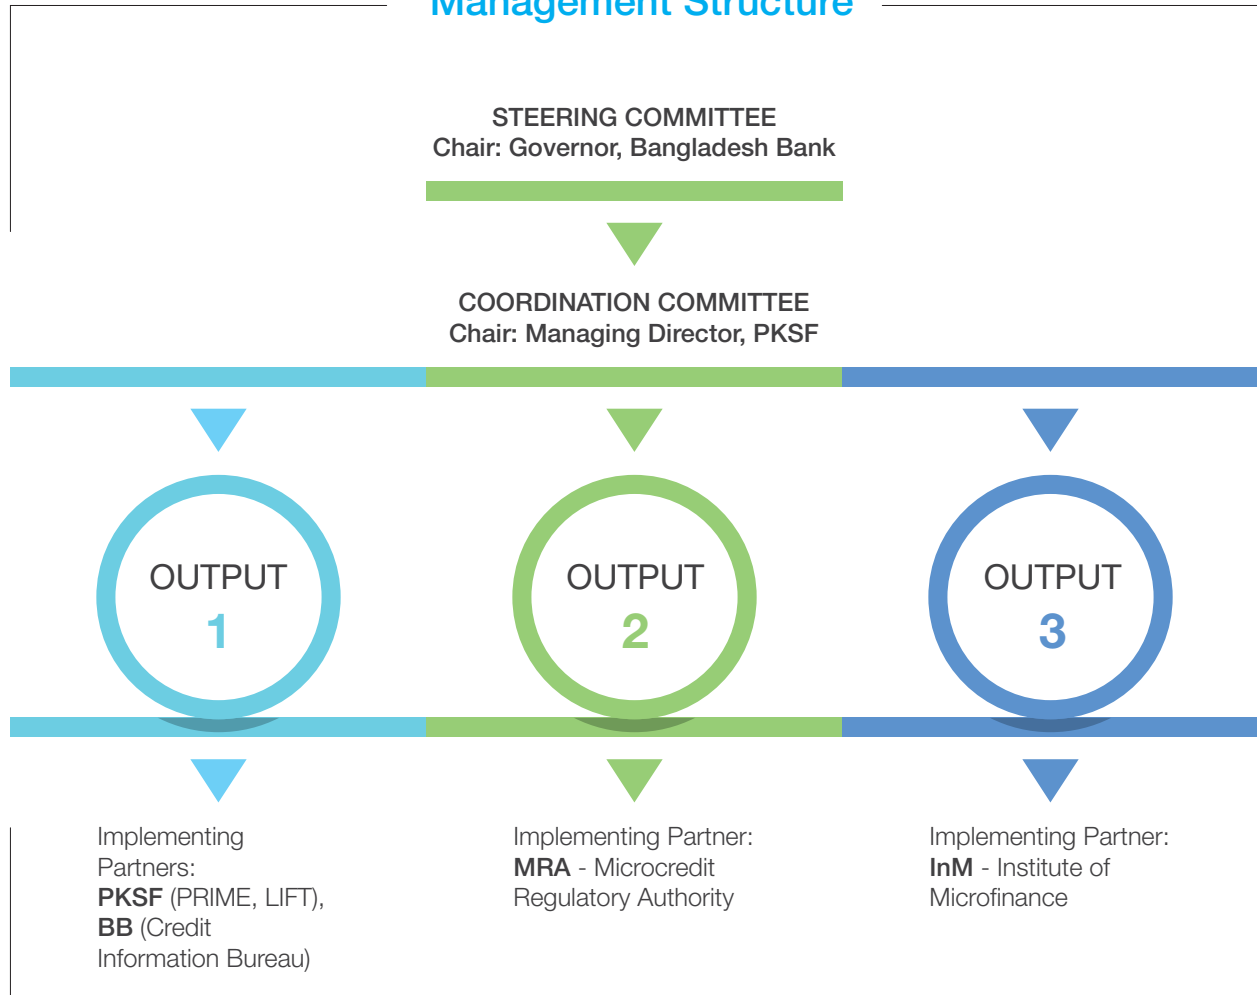 Management Structure
STEERING COMMITTEE
Chair: Governor, Bangladesh Bank
COORDINATION COMMITTEE
Chair: Managing Director, PKSF
OUTPUT
1
OUTPUT
2
OUTPUT
3
Implementing
Partners:
PKSF (PRIME, LIFT),
BB (Credit
Information Bureau)
Implementing Partner:
MRA - Microcredit
Regulatory Authority
Implementing Partner:
InM - Institute of
Microfinance